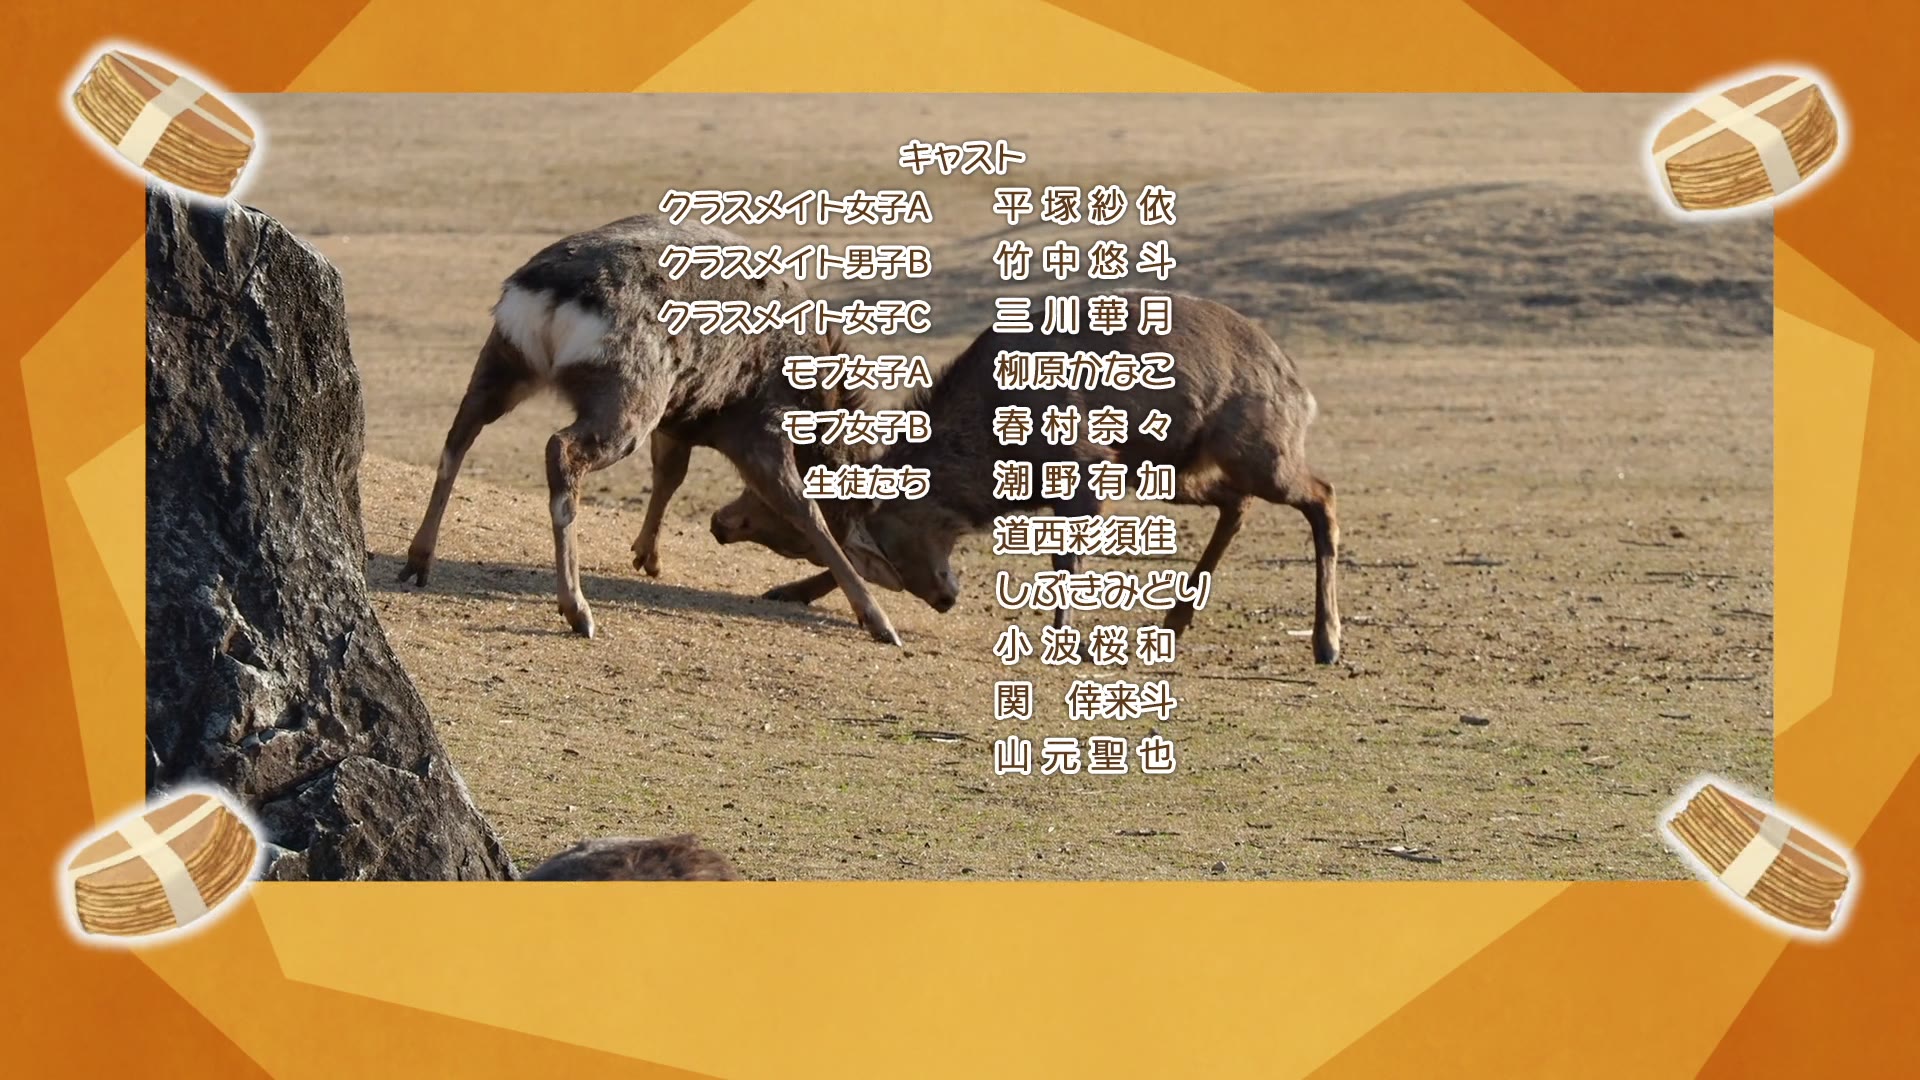 キャスト
クラスメイト女子A 平塚紗依
クラスメイト男子B 竹中悠斗
クラスメイト女子C 三川華月
モブ女子A 柳原かなこ
モブ女子B 春村奈々
生徒たち 潮野有加
道西彩須佳
しぶきみどり
小波桜和
関 倖来斗
山元聖也